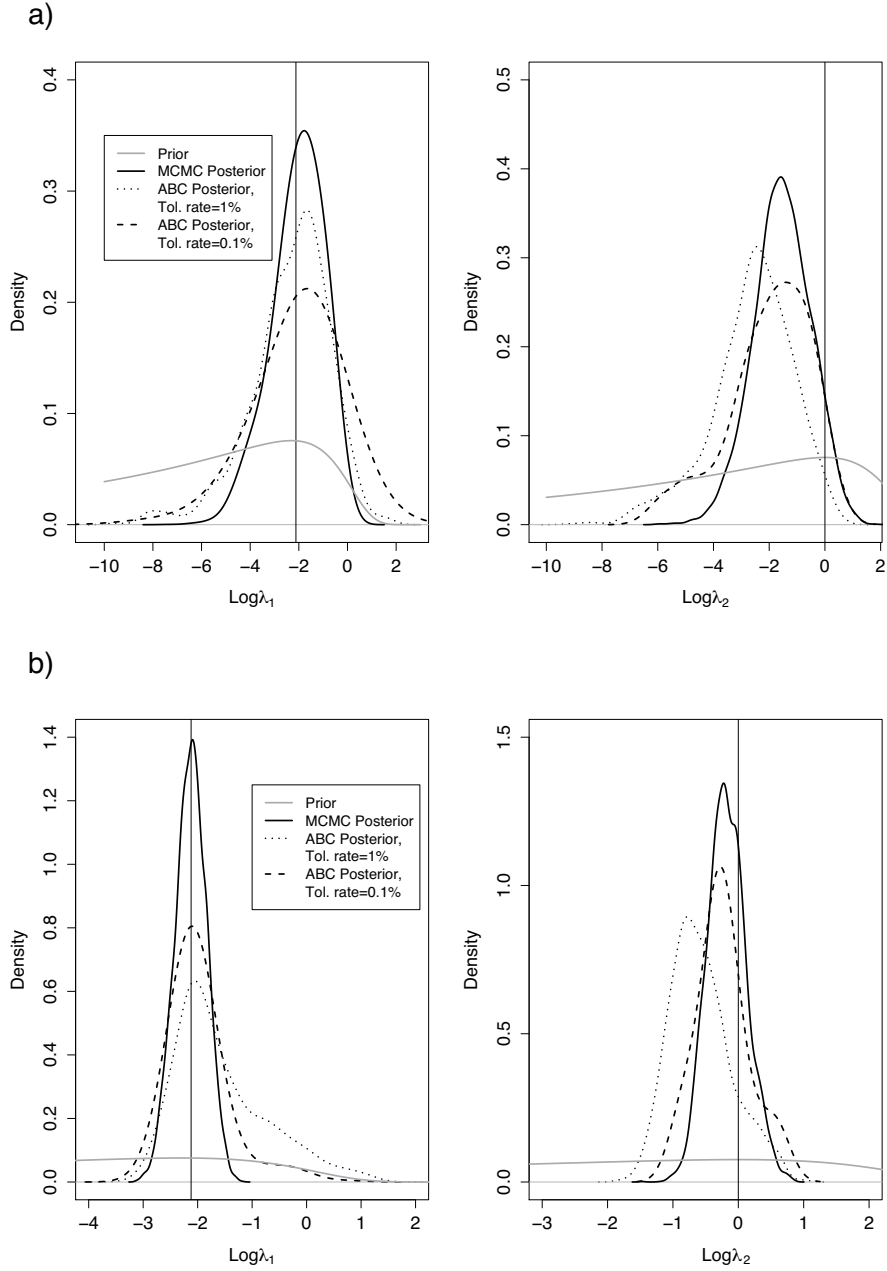 a)
0.4
0.3
0.2
0.1
0.0
Density
Prior
MCMC Posterior
ABC Posterior,
Tol. rate=1%
ABC Posterior,
Tol. rate=0.1%
−10 −8 −6 −4 −2 0 2
Logλ1
0.5
0.4
0.3
0.2
0.1
0.0
Density
−10 −8 −6 −4 −2 0 2
Logλ2
b)
1.4
1.2
1.0
0.8
0.6
0.4
0.2
0.0
Density
Prior
MCMC Posterior
ABC Posterior,
Tol. rate=1%
ABC Posterior,
Tol. rate=0.1%
−4 −3 −2 −1 0 1 2
Logλ1
1.5
1.0
0.5
0.0
Density
−3 −2 −1 0 1 2
Logλ2